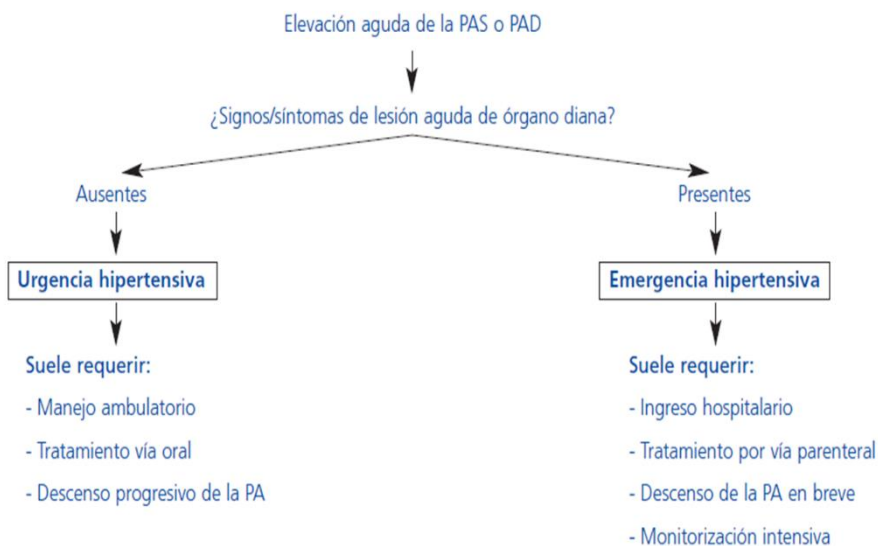 Elevación aguda de la PAS o PAD
¿Signos/síntomas de lesión aguda de órgano diana?
Ausentes
Presentes
Urgencia hipertensiva
Emergencia hipertensiva
Suele requerir:
- Manejo ambulatorio
- Tratamiento vía oral
- Descenso progresivo de la PA
Suele requerir:
- Ingreso hospitalario
- Tratamiento por vía parenteral
- Descenso de la PA en breve
- Monitorización intensiva